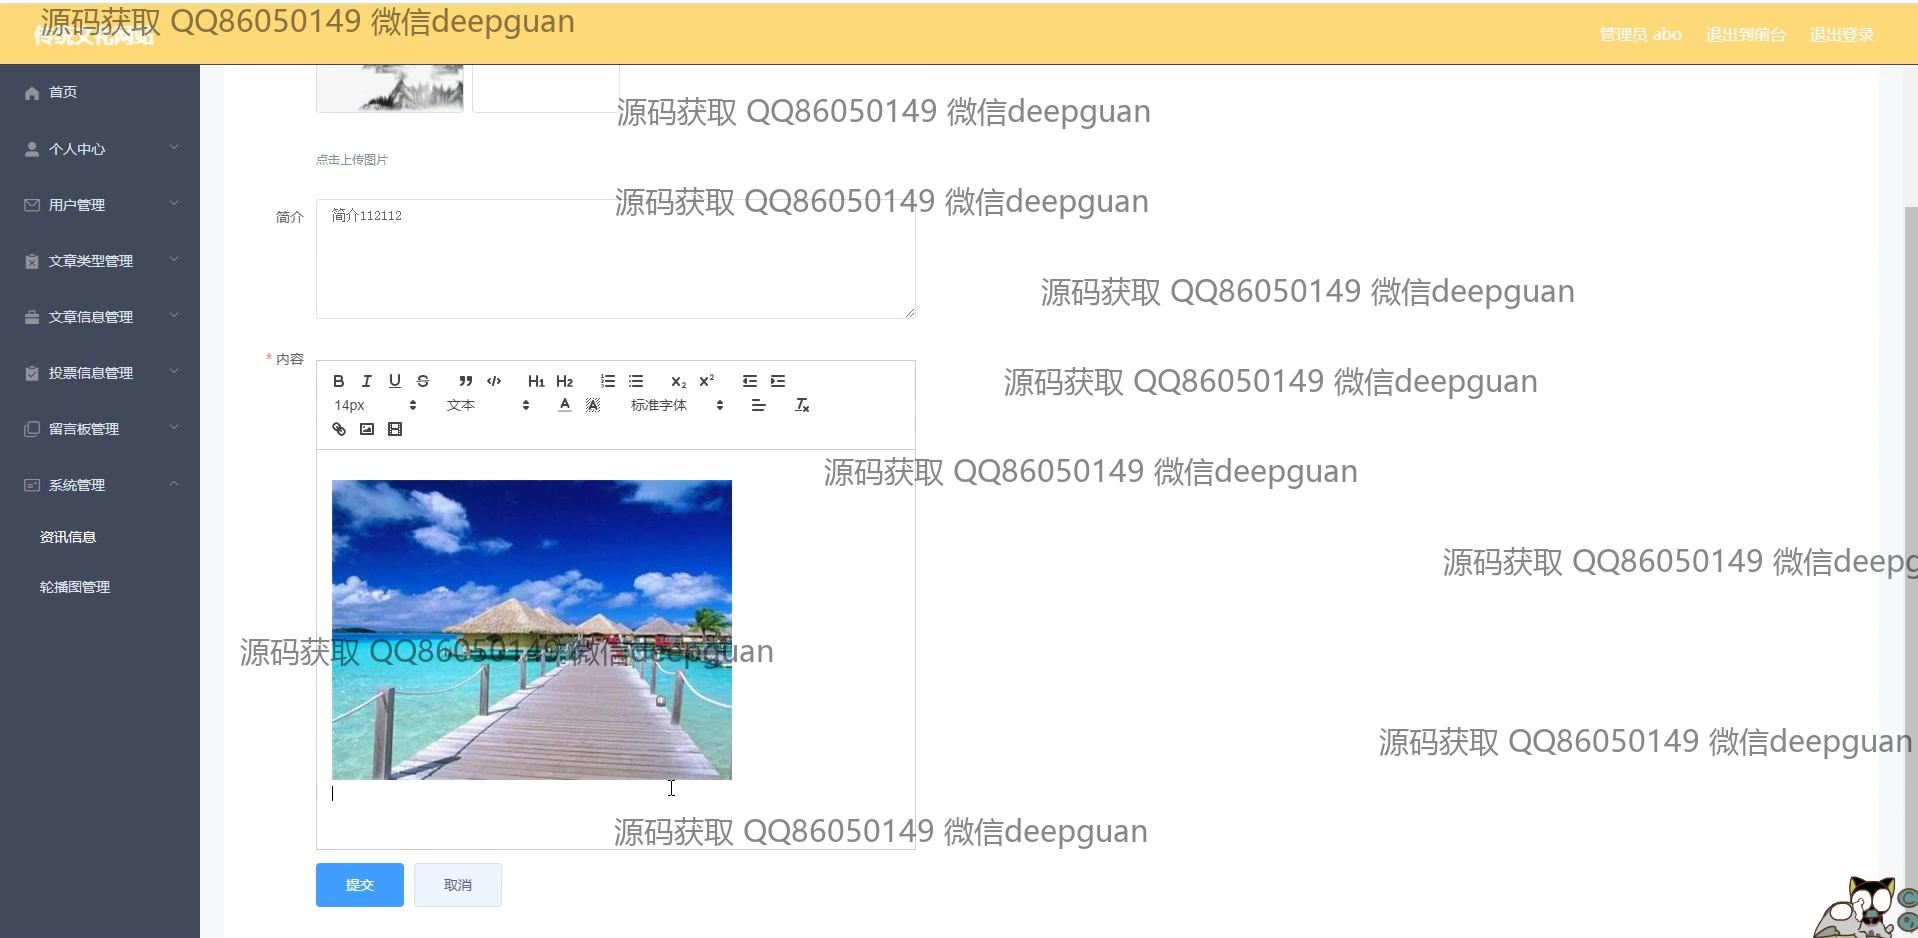 源码获取 QQ86050149 微信deepguan
传统文化网站
管理员 abo 退出到前台 退出登录
首页
源码获取 QQ86050149 微信deepguan
个人中心
点击上传图片
用户管理
简介 简介112112
源码获取 QQ86050149 微信deepguan
文章类型管理
源码获取 QQ86050149 微信deepguan
文章信息管理
* 内容
投票信息管理
B I U S H1 H2 X2 X2
源码获取 QQ86050149 微信deepguan
14px 文本 A A 标准字体 Tx
留言板管理
源码获取 QQ86050149 微信deepguan
系统管理
资讯信息
源码获取 QQ86050149 微信deepg
轮播图管理
源码获取 QQ86050149 微信deepguan
源码获取 QQ86050149 微信deepguan
源码获取 QQ86050149 微信deepguan
提交 取消